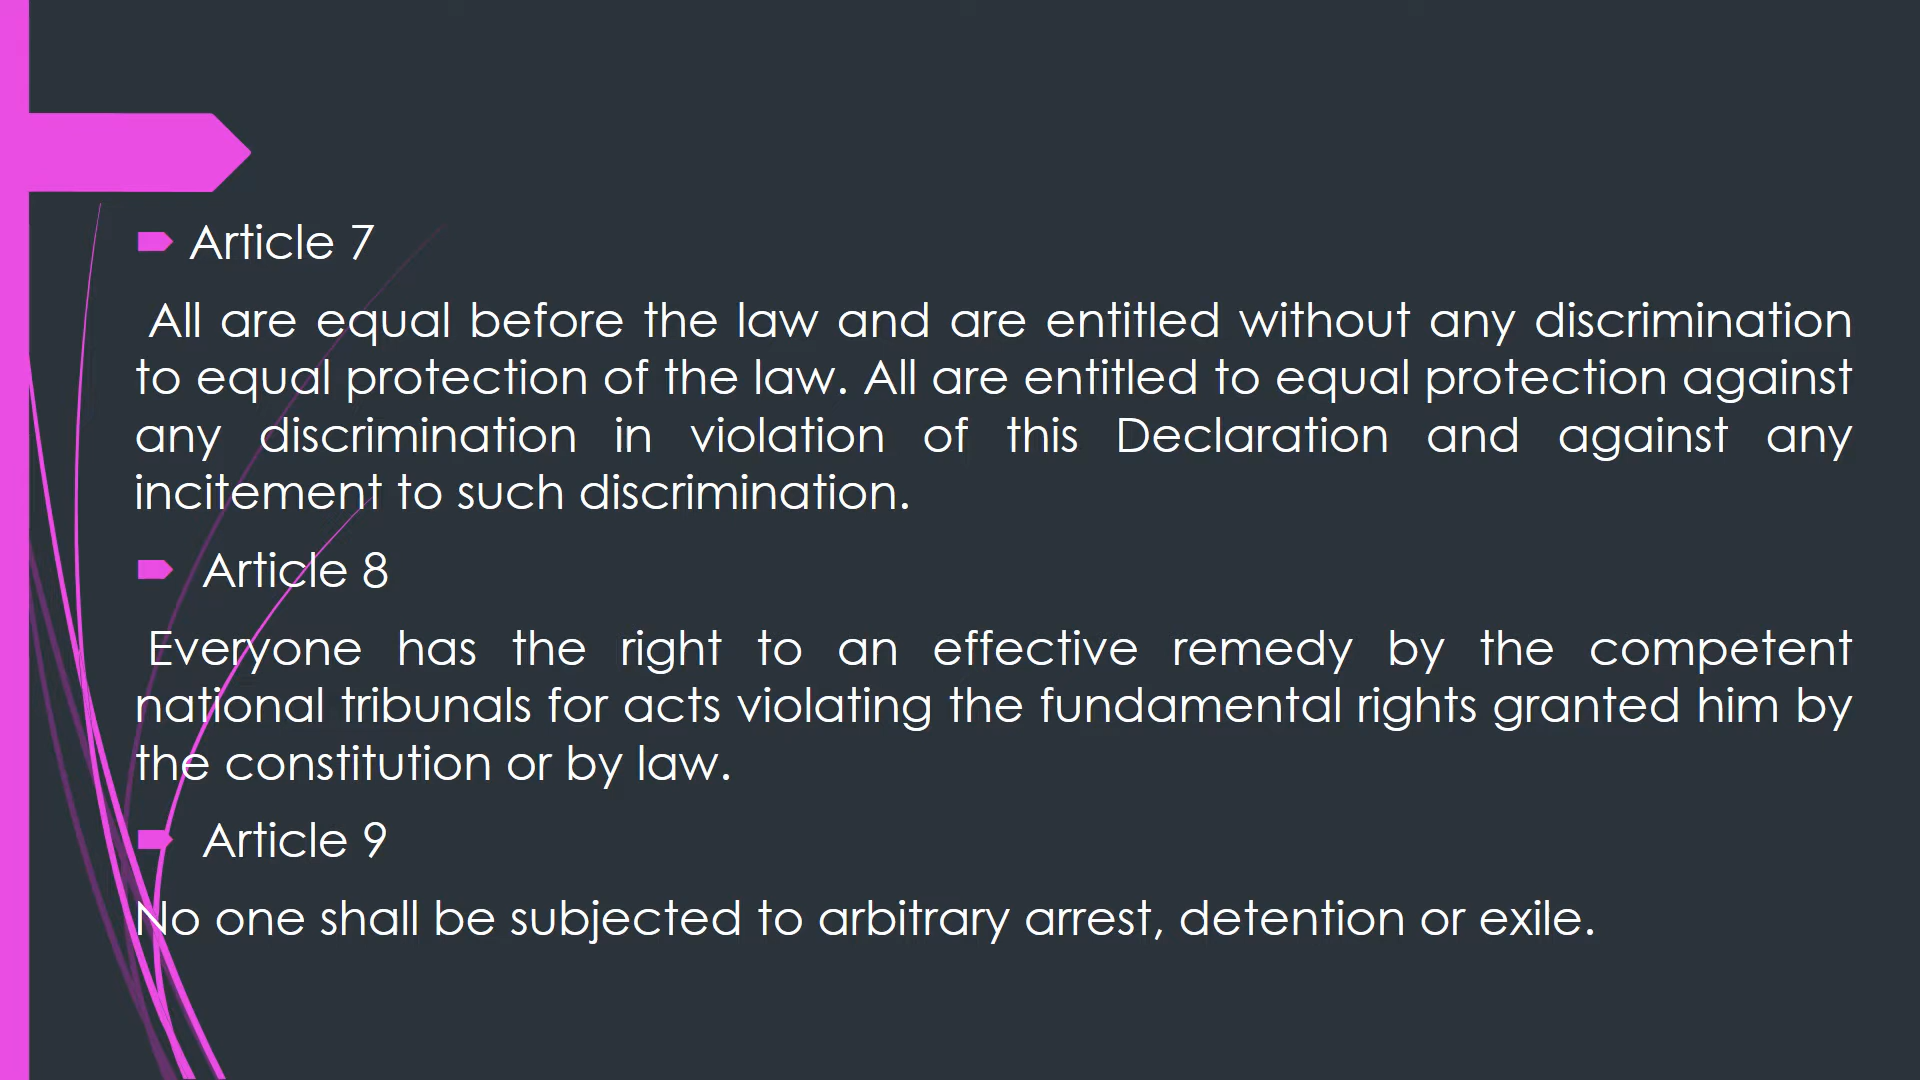 Article 7
All are equal before the law and are entitled without any discrimination
to equal protection of the law. All are entitled to equal protection against
any discrimination in violation of this Declaration and against any
incitement to such discrimination.
Article 8
Everyone has the right to an effective remedy by the competent
national tribunals for acts violating the fundamental rights granted him by
the constitution or by law.
Article 9
No one shall be subjected to arbitrary arrest, detention or exile.